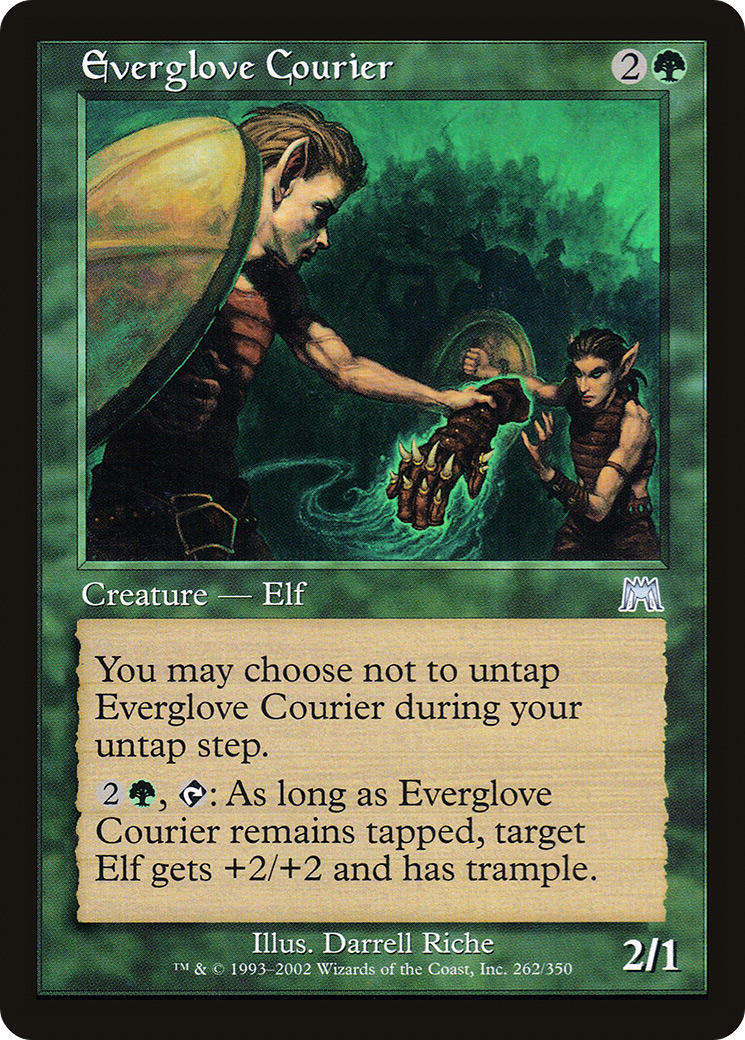 Everglove Courier 2
Creature — Elf
You may choose not to untap
Everglove Courier during your
untap step.
2 , : As long as Everglove
Courier remains tapped, target
Elf gets +2/+2 and has trample.
Illus. Darrell Riche
™ & © 1993–2002 Wizards of the Coast, Inc. 262/350
2/1